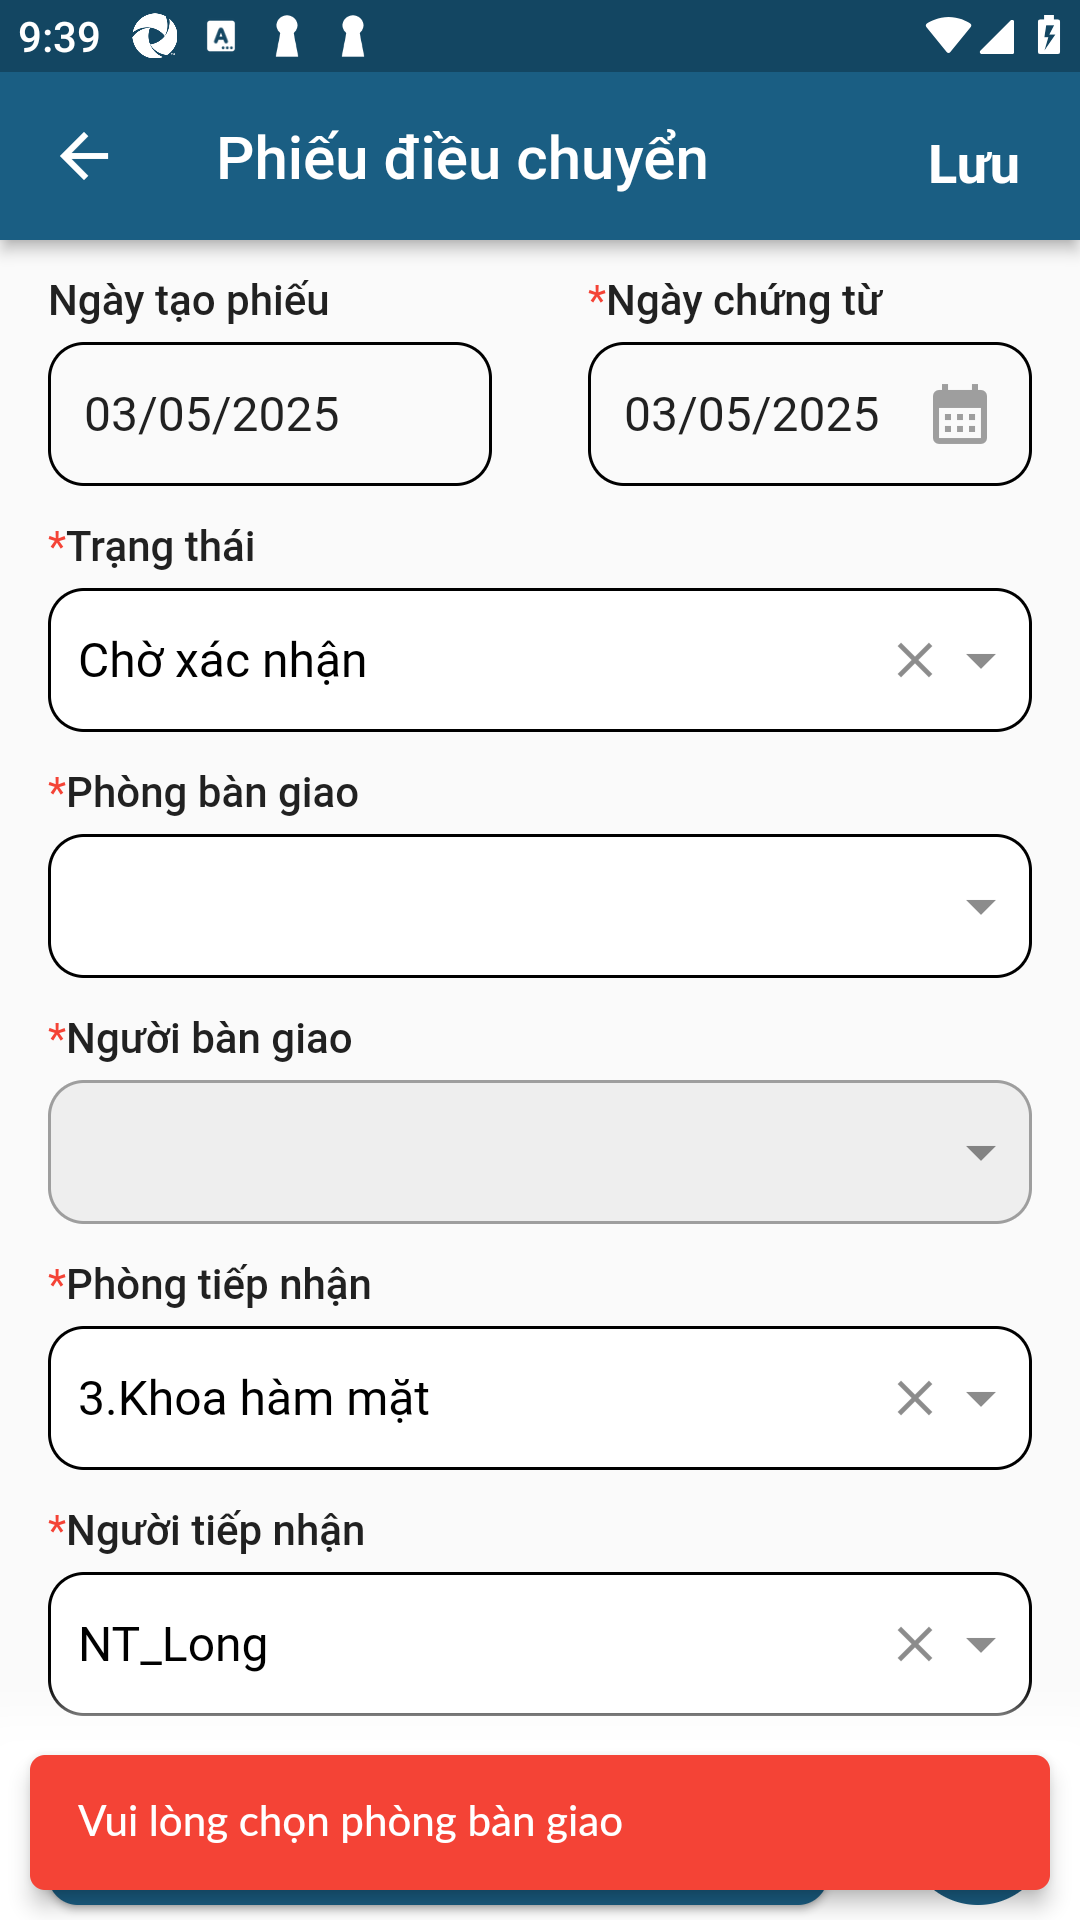 9:39
Phiếu điều chuyển
Lưu
Ngày tạo phiếu
*Ngày chứng từ
03/05/2025
03/05/2025
*Trạng thái
Chờ xác nhận
*Phòng bàn giao
*Người bàn giao
*Phòng tiếp nhận
3.Khoa hàm mặt
*Người tiếp nhận
NT_Long
Vui lòng chọn phòng bàn giao